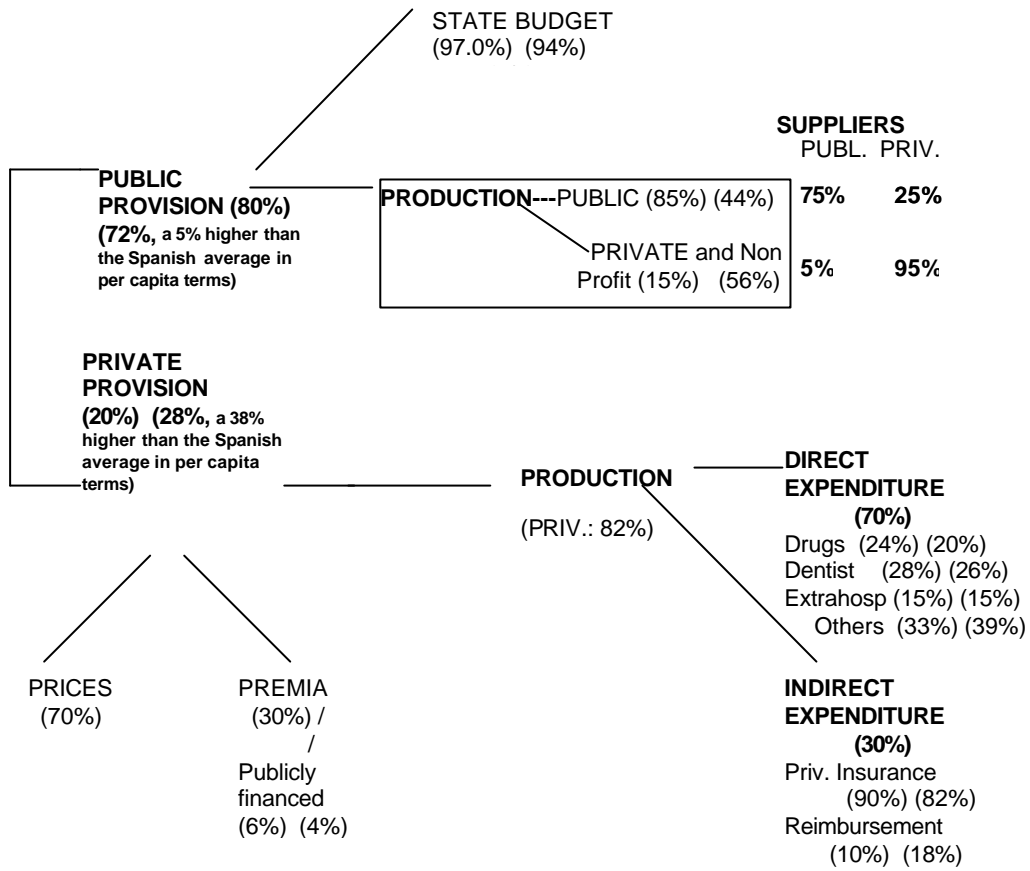 STATE BUDGET
(97.0%) (94%)
SUPPLIERS
PUBL. PRIV.
PUBLIC
PROVISION (80%)
(72%, a 5% higher than
the Spanish average in
per capita terms)
PRODUCTION---PUBLIC (85%) (44%)
75% 25%
PRIVATE and Non
Profit (15%) (56%)
5% 95%
PRIVATE
PROVISION
(20%) (28%, a 38%
higher than the Spanish
average in per capita
terms)
PRODUCTION
(PRIV.: 82%)
DIRECT
EXPENDITURE
(70%)
Drugs (24%) (20%)
Dentist (28%) (26%)
Extrahosp (15%) (15%)
Others (33%) (39%)
PRICES
(70%)
PREMIA
(30%) /
/
Publicly
financed
(6%) (4%)
INDIRECT
EXPENDITURE
(30%)
Priv. Insurance
(90%) (82%)
Reimbursement
(10%) (18%)